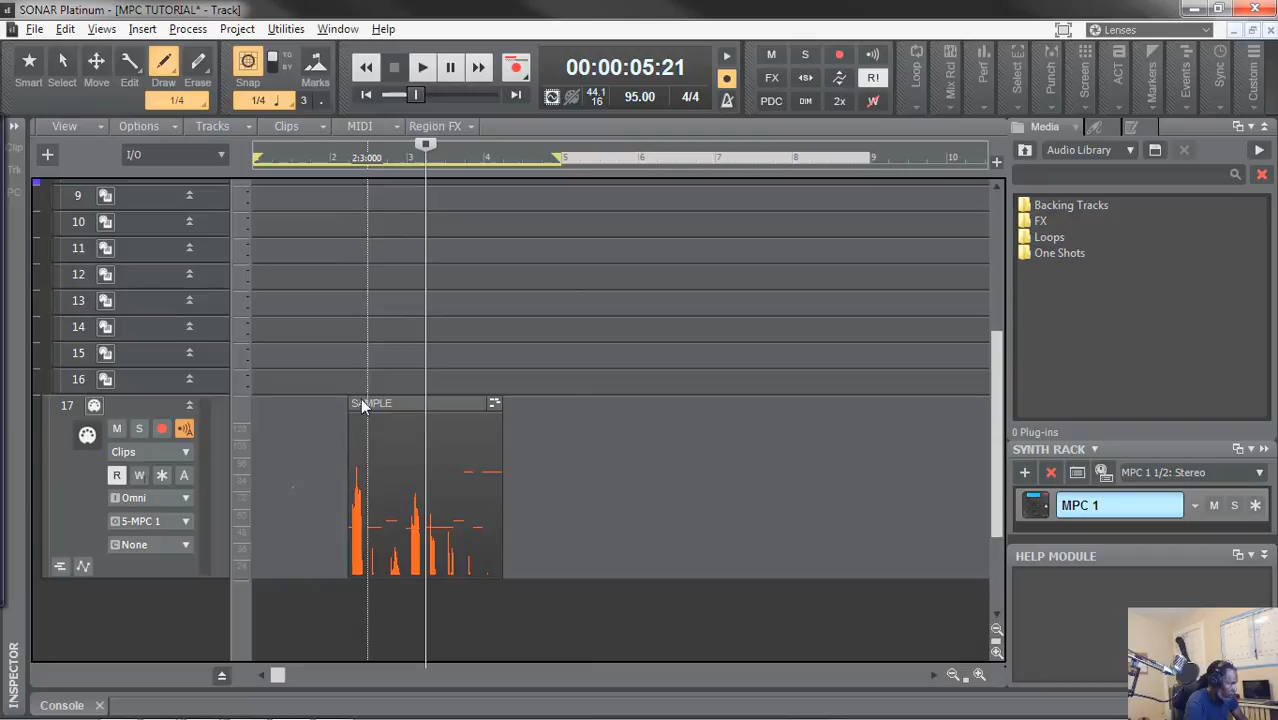 SONAR Platinum - [MPC TUTORIAL* - Track]
File Edit Views Insert Process Project Utilities Window Help
Lenses
Smart Select Move Edit Draw Erase Snap TO BY Marks
1/4 1/4 3 .
00:00:05:21
44.1 16 95.00 4/4
M S
FX R!
PDC DIM 2x W
Loop Mix Rcl Perf Select Punch Screen ACT Markers Events Sync Custom
View Options Tracks Clips MIDI Region FX
I/O
2 2:3:000 3 4 5 6 7 8 9 10
Clip
Trk
PC
9
10
11
12
13
14
15
16
17
M S
Clips
R W * A
Omni
5-MPC 1
None
SAMPLE
Media
Audio Library
Backing Tracks
FX
Loops
One Shots
0 Plug-ins
SYNTH RACK
MPC 1 1/2: Stereo
MPC 1 M S
HELP MODULE
INSPECTOR
Console